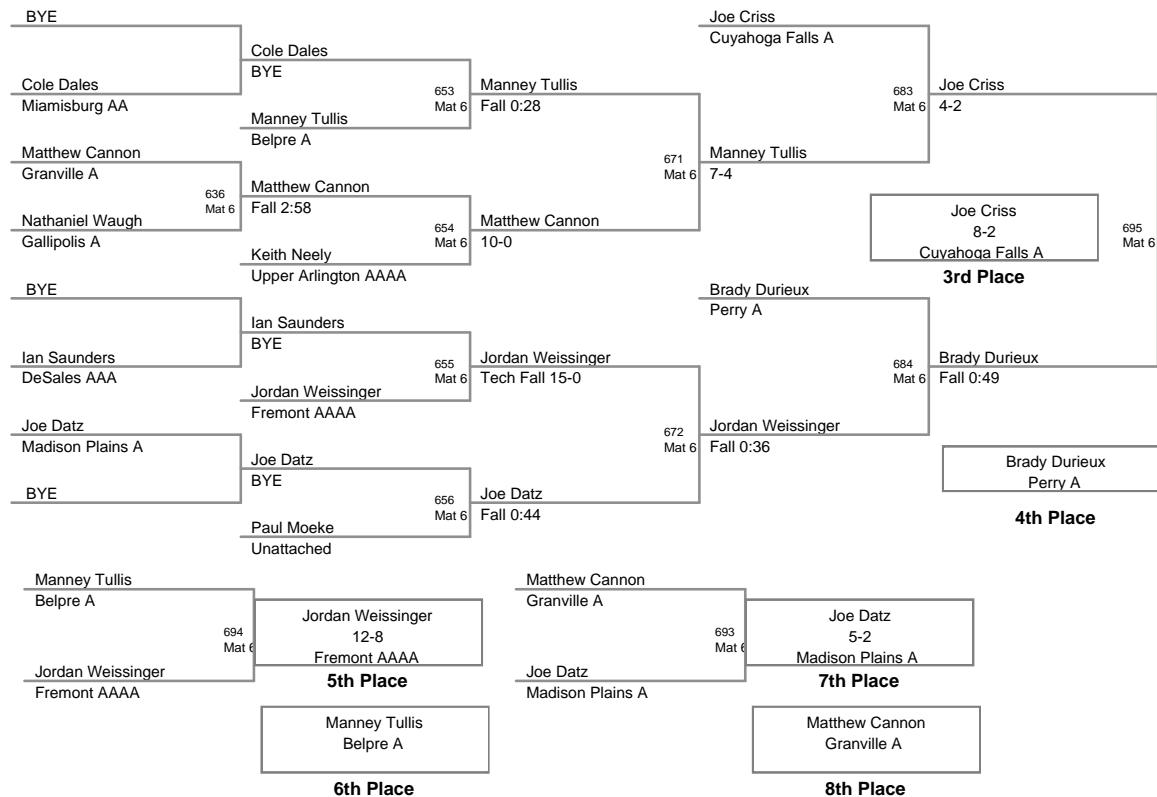 BYE
Cole Dales
Miamisburg AA
Matthew Cannon
Granville A
Nathaniel Waugh
Gallipolis A
BYE
Ian Saunders
DeSales AAA
Joe Datz
Madison Plains A
BYE
Cole Dales
BYE
Manney Tullis
Belpre A
636
Mat 6
Matthew Cannon
Fall 2:58
Keith Neely
Upper Arlington AAAA
Ian Saunders
BYE
Jordan Weissinger
Fremont AAAA
Joe Datz
BYE
Paul Moeke
Unattached
653
Mat 6
Manney Tullis
Fall 0:28
654
Mat 6
Matthew Cannon
10-0
655
Mat 6
Jordan Weissinger
Tech Fall 15-0
656
Mat 6
Joe Datz
Fall 0:44
Joe Criss
Cuyahoga Falls A
671
Mat 6
Manney Tullis
7-4
Brady Durieux
Perry A
672
Mat 6
Jordan Weissinger
Fall 0:36
683
Mat 6
Joe Criss
4-2
684
Mat 6
Brady Durieux
Fall 0:49
695
Mat 6
Joe Criss
8-2
Cuyahoga Falls A
3rd Place
Brady Durieux
Perry A
4th Place
Manney Tullis
Belpre A
694
Mat 6
Jordan Weissinger
Fremont AAAA
Jordan Weissinger
12-8
Fremont AAAA
5th Place
Manney Tullis
Belpre A
6th Place
Matthew Cannon
Granville A
693
Mat 6
Joe Datz
Madison Plains A
Joe Datz
5-2
Madison Plains A
7th Place
Matthew Cannon
Granville A
8th Place